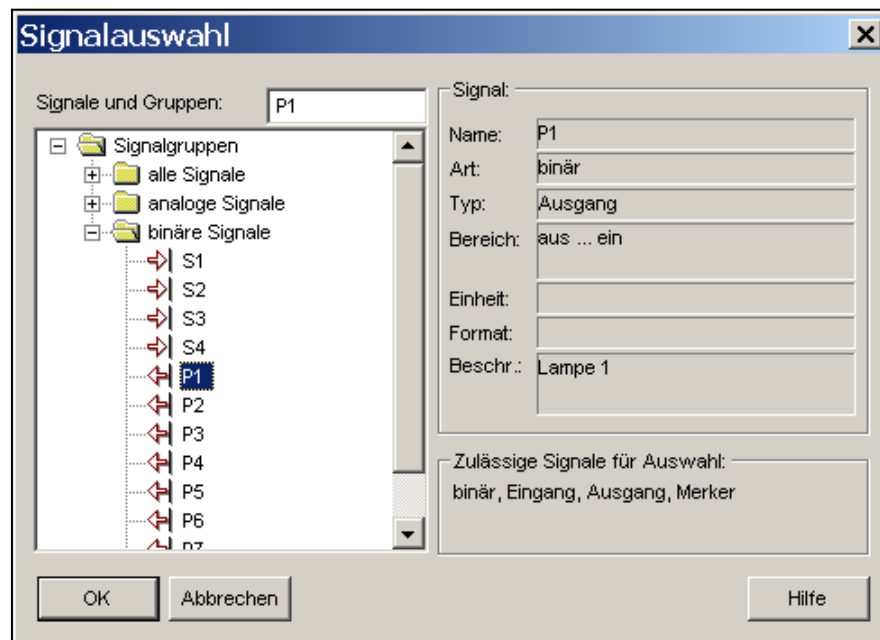 Signalauswahl
Signale und Gruppen: P1
Signalgruppen
alle Signale
analoge Signale
binäre Signale
S1
S2
S3
S4
P1
P2
P3
P4
P5
P6
P7
Signal:
Name: P1
Art: binär
Typ: Ausgang
Bereich: aus ... ein
Einheit:
Format:
Beschr.: Lampe 1
Zulässige Signale für Auswahl:
binär, Eingang, Ausgang, Merker
OK Abbrechen Hilfe